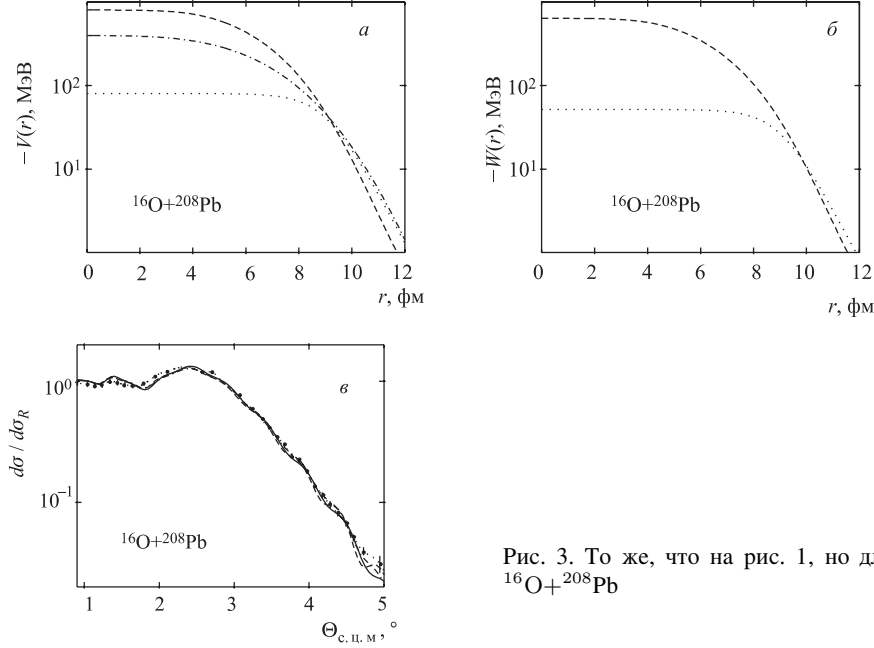 а
−V(r), МэВ
10²
10¹
¹⁶O+²⁰⁸Pb
0 2 4 6 8 10 12
r, фм
б
−W(r), МэВ
10²
10¹
¹⁶O+²⁰⁸Pb
0 2 4 6 8 10 12
r, фм
в
dσ / dσ_R
10⁰
10⁻¹
¹⁶O+²⁰⁸Pb
1 2 3 4 5
Θс. ц. м , °
Рис. 3. То же, что на рис. 1, но дл
¹⁶O+²⁰⁸Pb